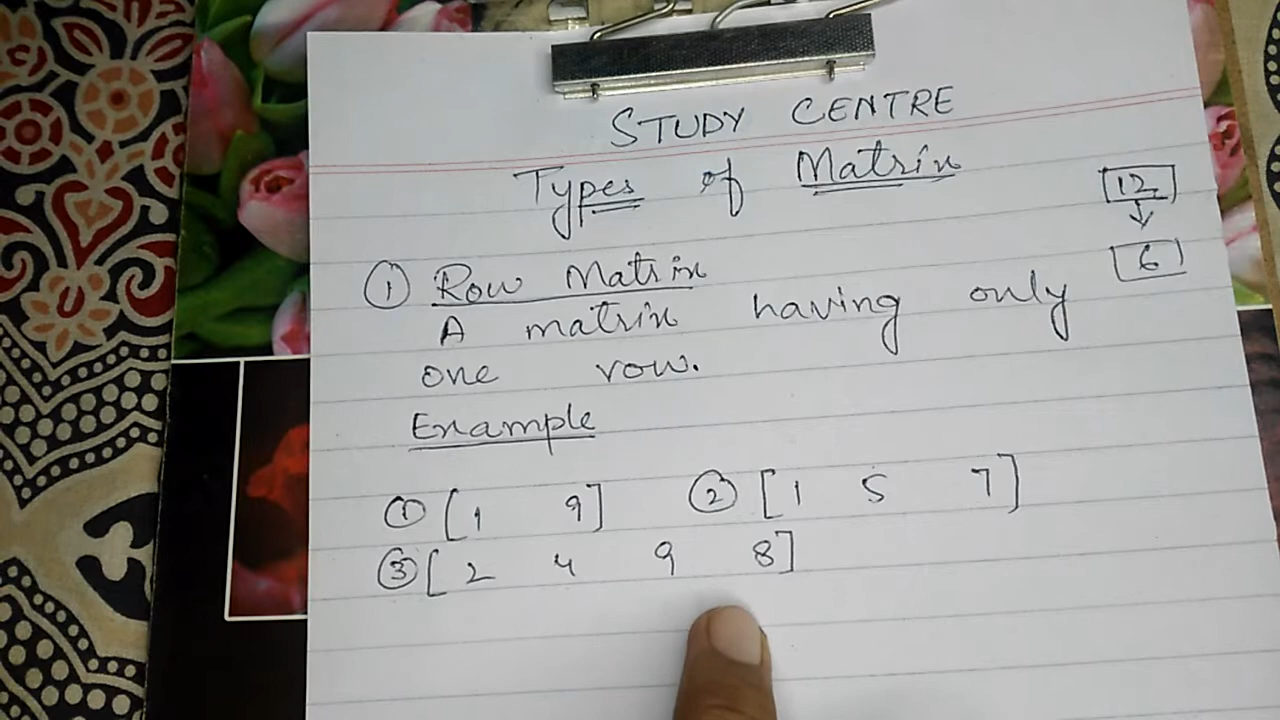 STUDY CENTRE
Types of Matrix
12
↓
6
① Row Matrix
A matrix having only
one row.
Example
① [1 9] ② [1 5 7]
③ [2 4 9 8]